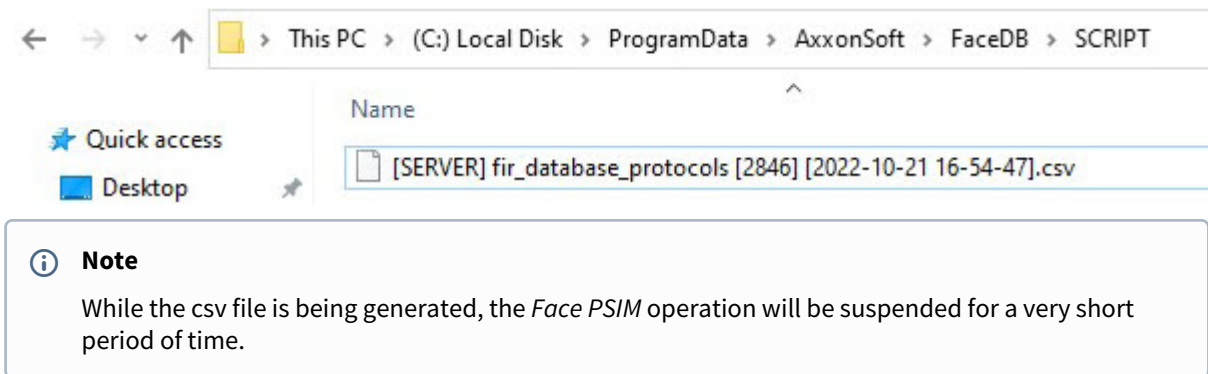 This PC > (C:) Local Disk > ProgramData > AxxonSoft > FaceDB > SCRIPT
Name
Quick access
[SERVER] fir_database_protocols [2846] [2022-10-21 16-54-47].csv
Desktop
Note
While the csv file is being generated, the Face PSIM operation will be suspended for a very short
period of time.